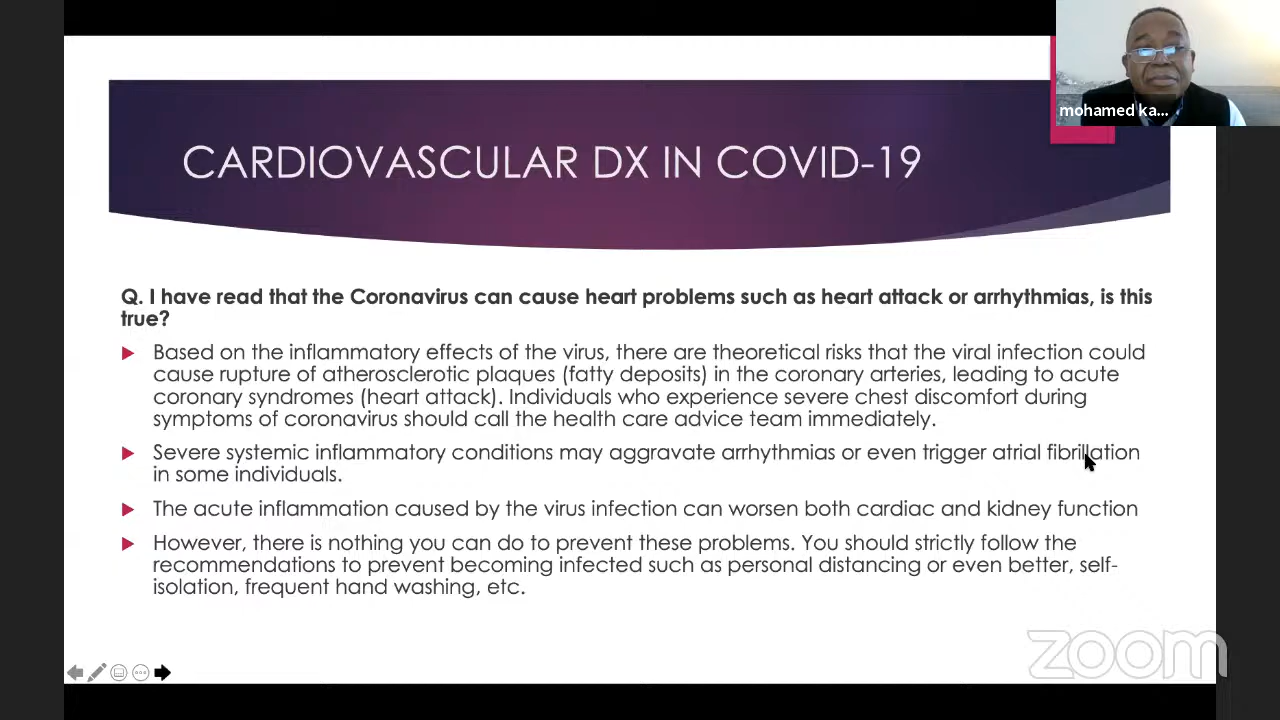 mohamed ka...
CARDIOVASCULAR DX IN COVID-19
Q. I have read that the Coronavirus can cause heart problems such as heart attack or arrhythmias, is this
true?
Based on the inflammatory effects of the virus, there are theoretical risks that the viral infection could
cause rupture of atherosclerotic plaques (fatty deposits) in the coronary arteries, leading to acute
coronary syndromes (heart attack). Individuals who experience severe chest discomfort during
symptoms of coronavirus should call the health care advice team immediately.
Severe systemic inflammatory conditions may aggravate arrhythmias or even trigger atrial fibrillation
in some individuals.
The acute inflammation caused by the virus infection can worsen both cardiac and kidney function
However, there is nothing you can do to prevent these problems. You should strictly follow the
recommendations to prevent becoming infected such as personal distancing or even better, self-
isolation, frequent hand washing, etc.
zoom